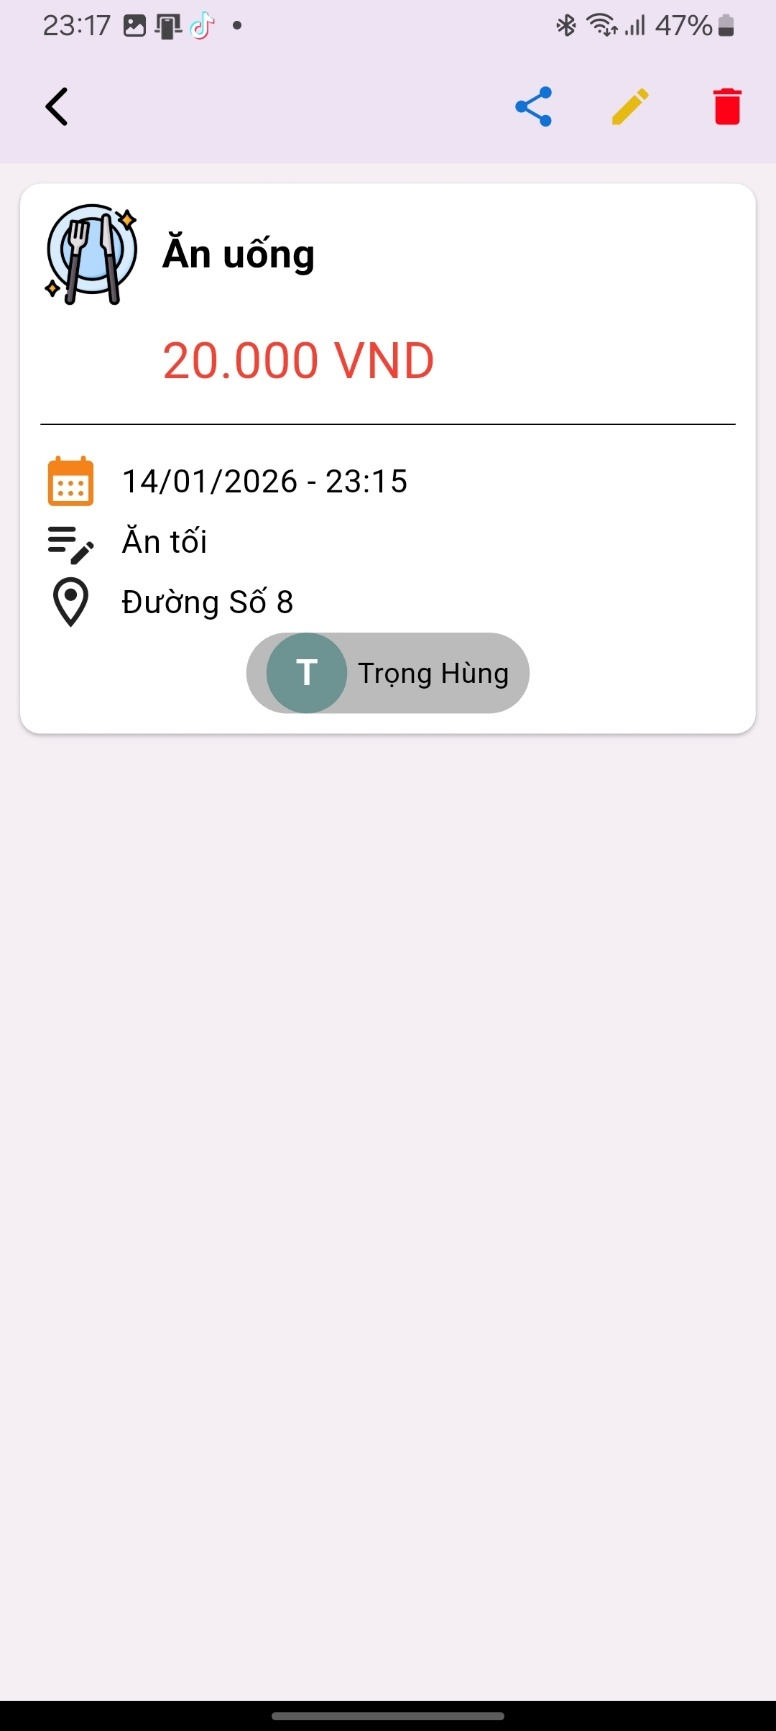 23:17 47%
Ăn uống
20.000 VND
14/01/2026 - 23:15
Ăn tối
Đường Số 8
T Trọng Hùng